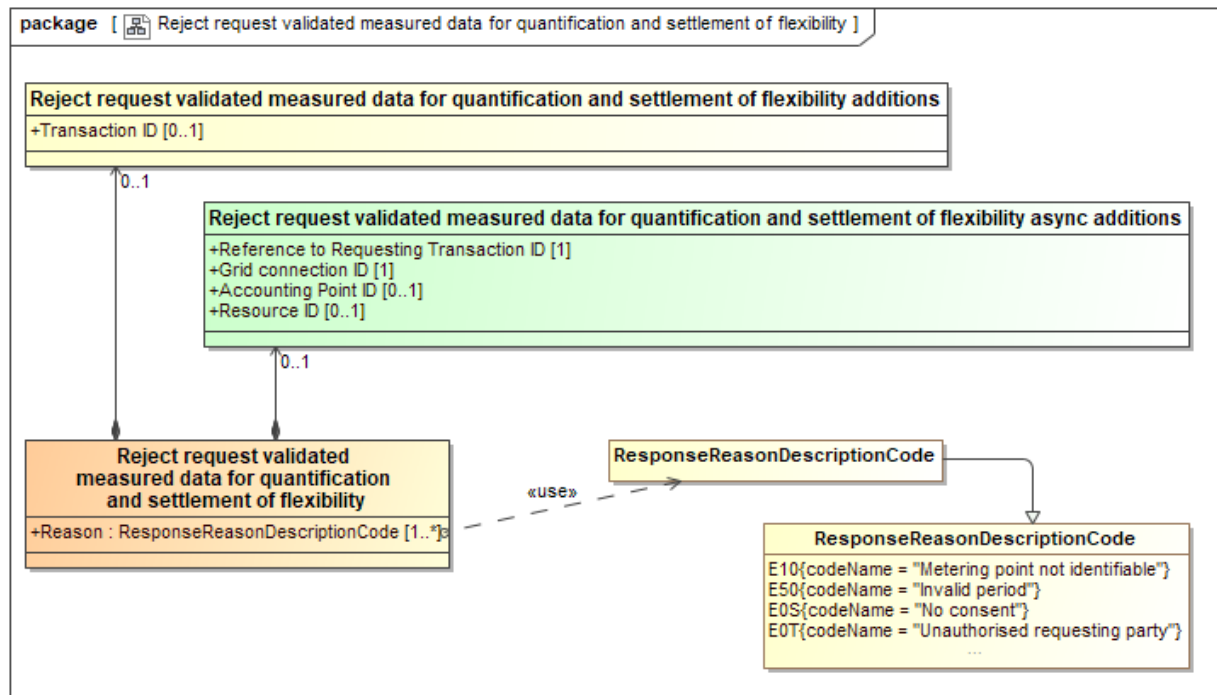 package [ Reject request validated measured data for quantification and settlement of flexibility ]
Reject request validated measured data for quantification and settlement of flexibility additions
+Transaction ID [0..1]
0..1
Reject request validated measured data for quantification and settlement of flexibility async additions
+Reference to Requesting Transaction ID [1]
+Grid connection ID [1]
+Accounting Point ID [0..1]
+Resource ID [0..1]
0..1
Reject request validated
measured data for quantification
and settlement of flexibility
+Reason : ResponseReasonDescriptionCode [1..*]
«use»
ResponseReasonDescriptionCode
ResponseReasonDescriptionCode
E10{codeName = "Metering point not identifiable"}
E50{codeName = "Invalid period"}
E0S{codeName = "No consent"}
E0T{codeName = "Unauthorised requesting party"}
...